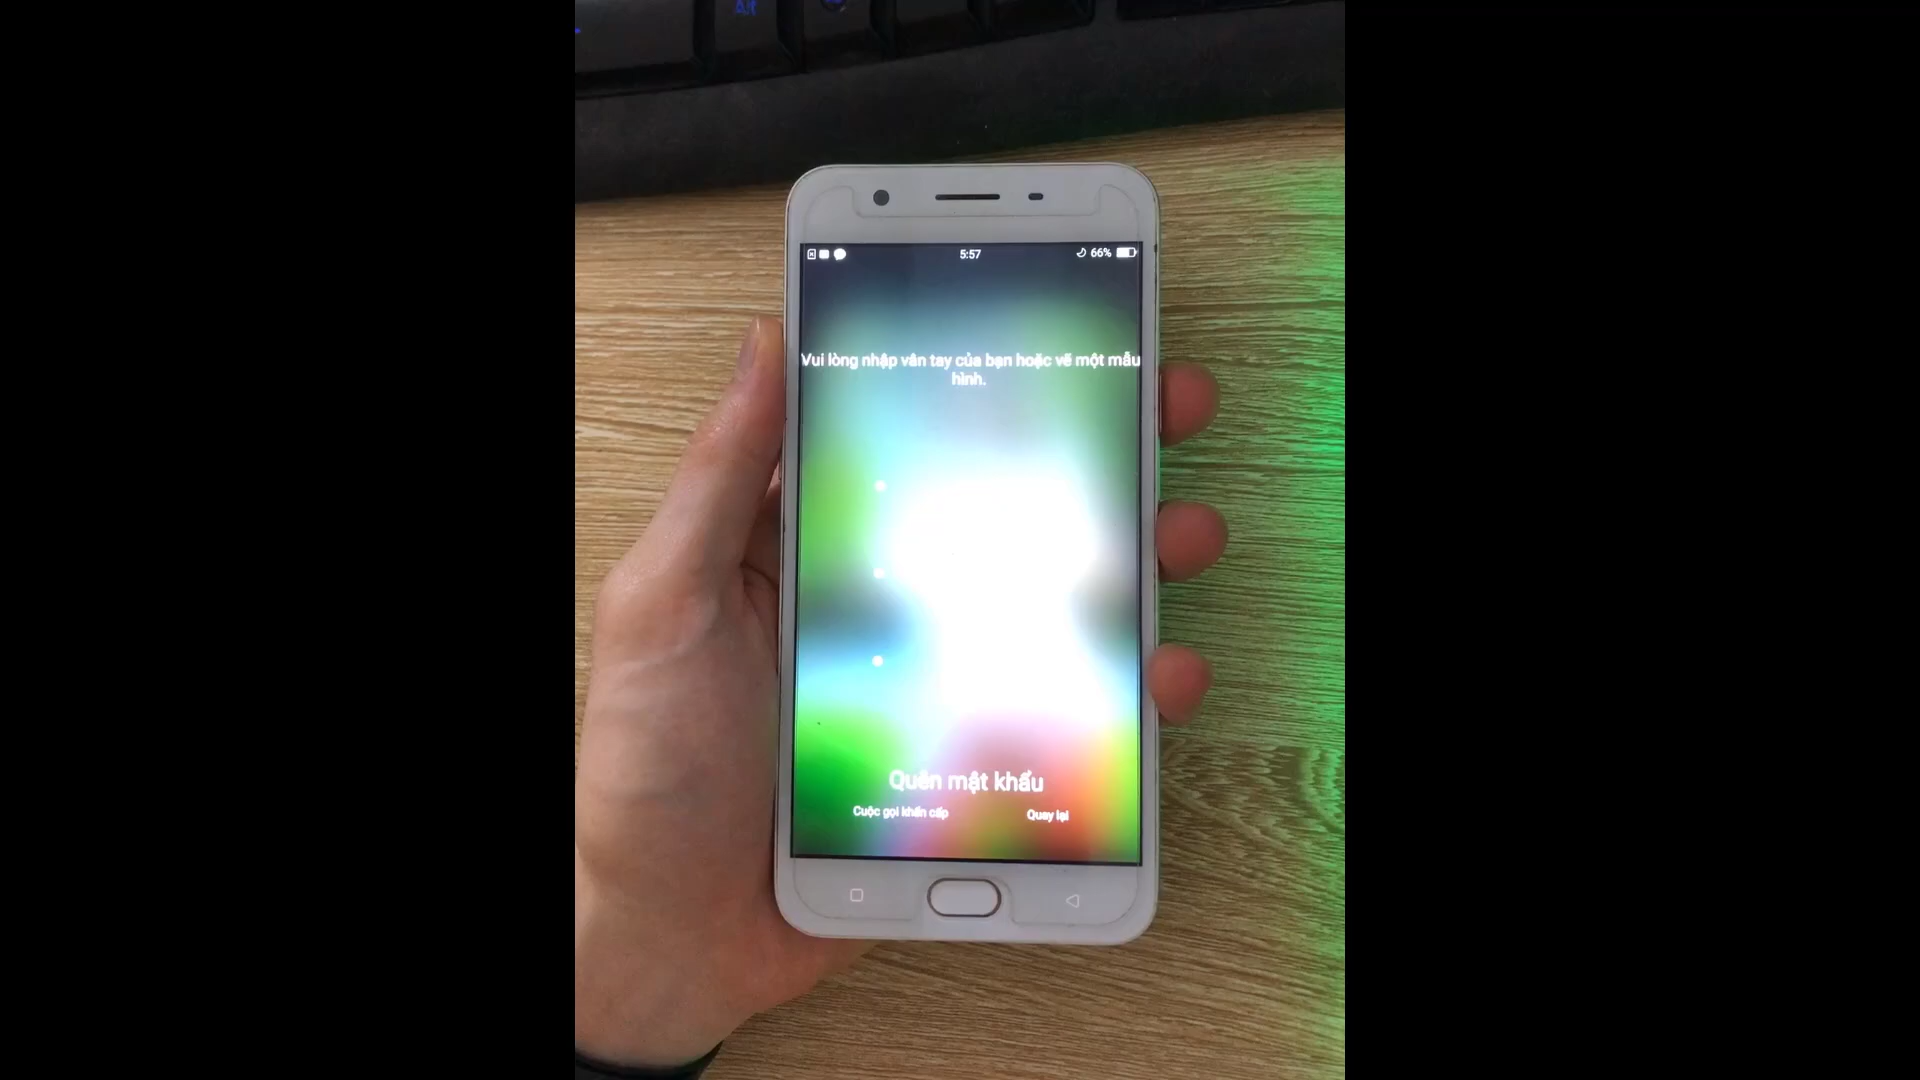 Alt
5:57
66%
Vui lòng nhập vân tay của bạn hoặc vẽ một mẫu
hình.
Quên mật khẩu
Cuộc gọi khẩn cấp
Quay lại